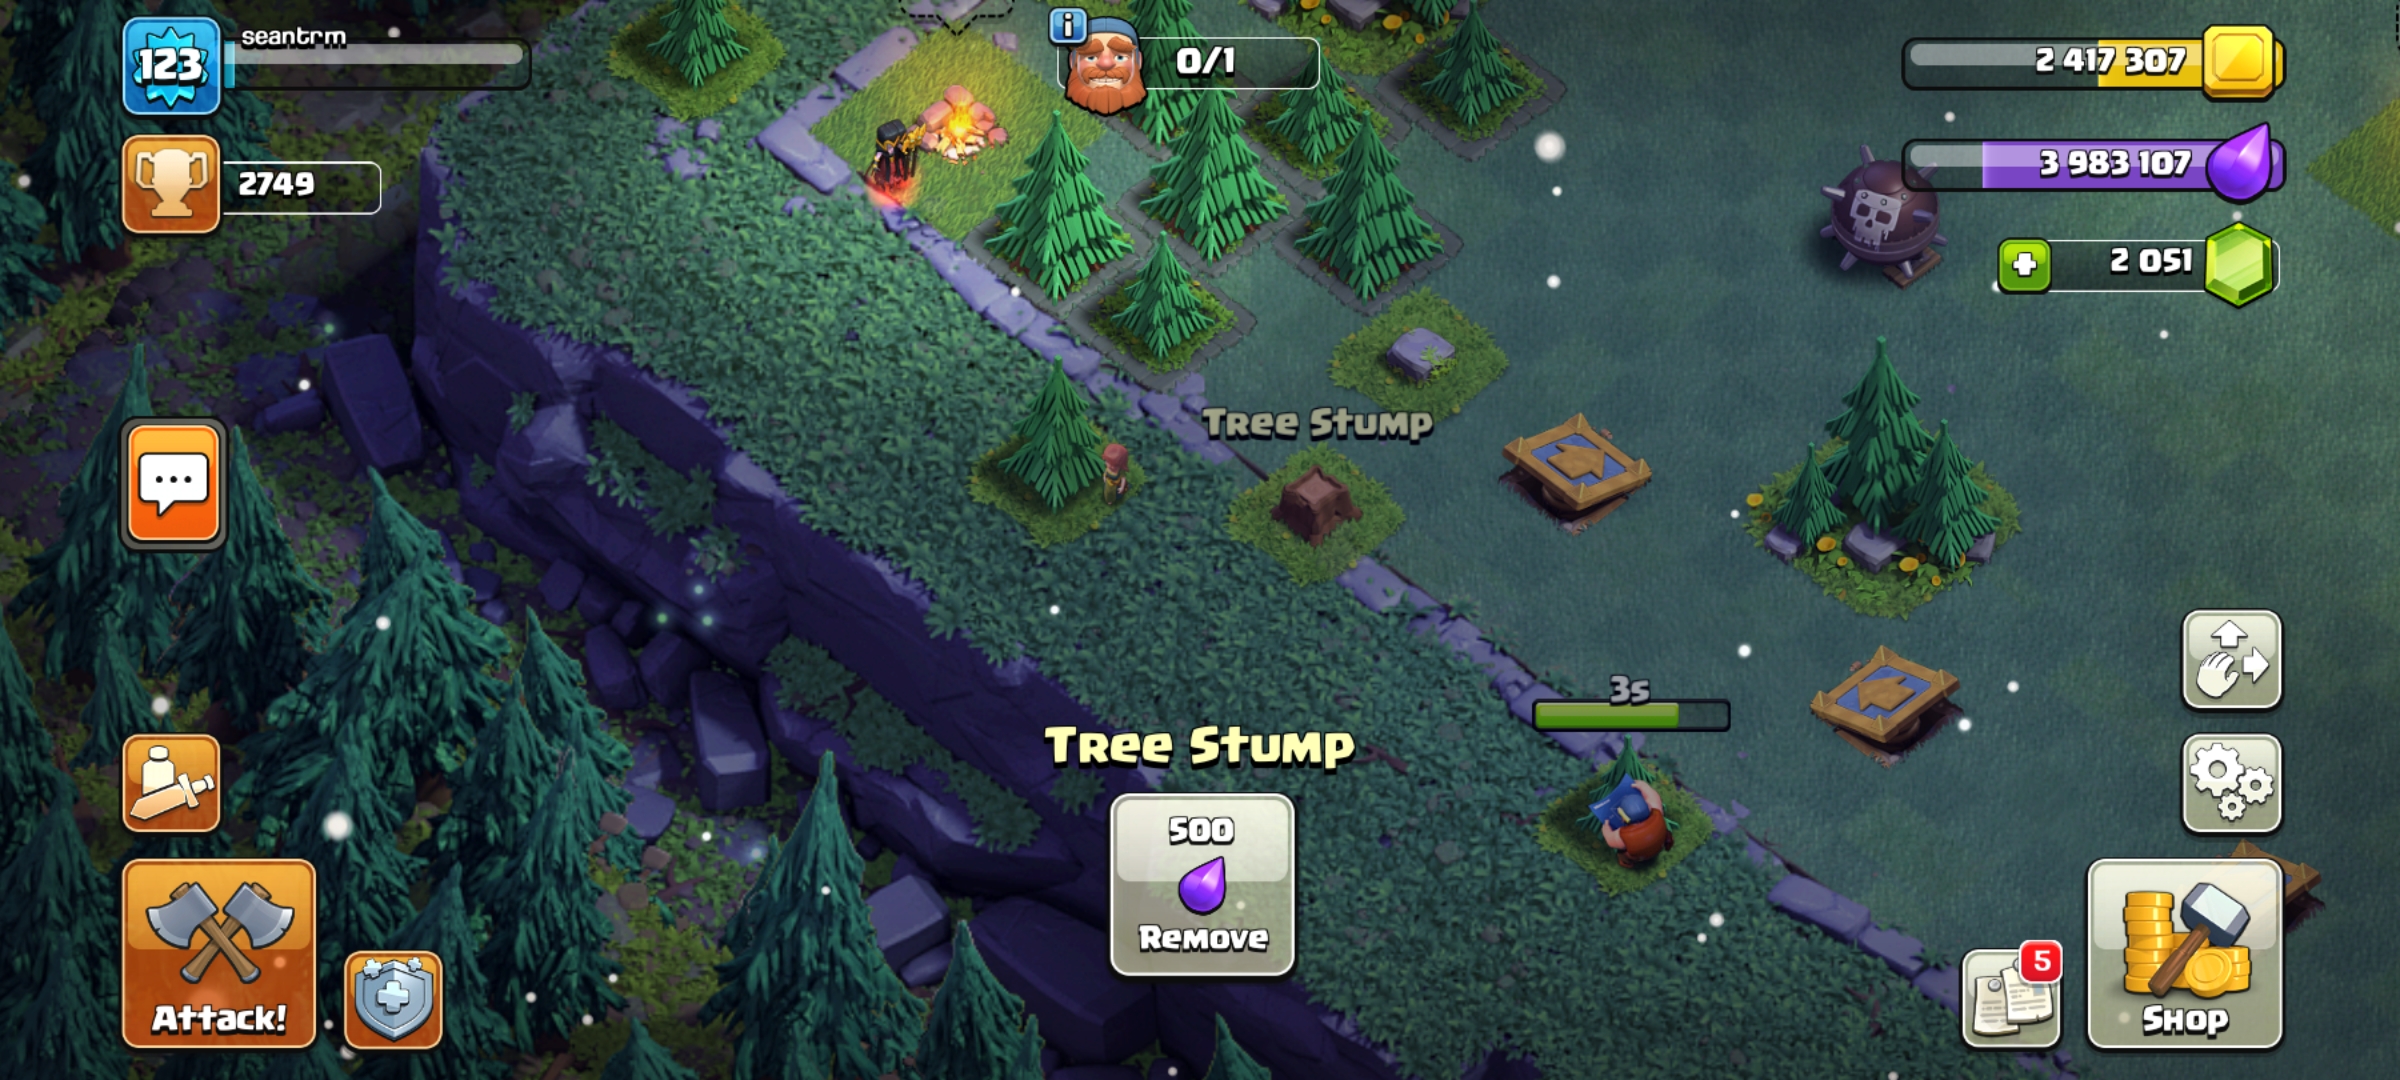 123
seantrm
0/1
2 417 307
2749
3 983 107
2 051
Tree Stump
3s
Tree Stump
500
Remove
Attack!
5
Shop